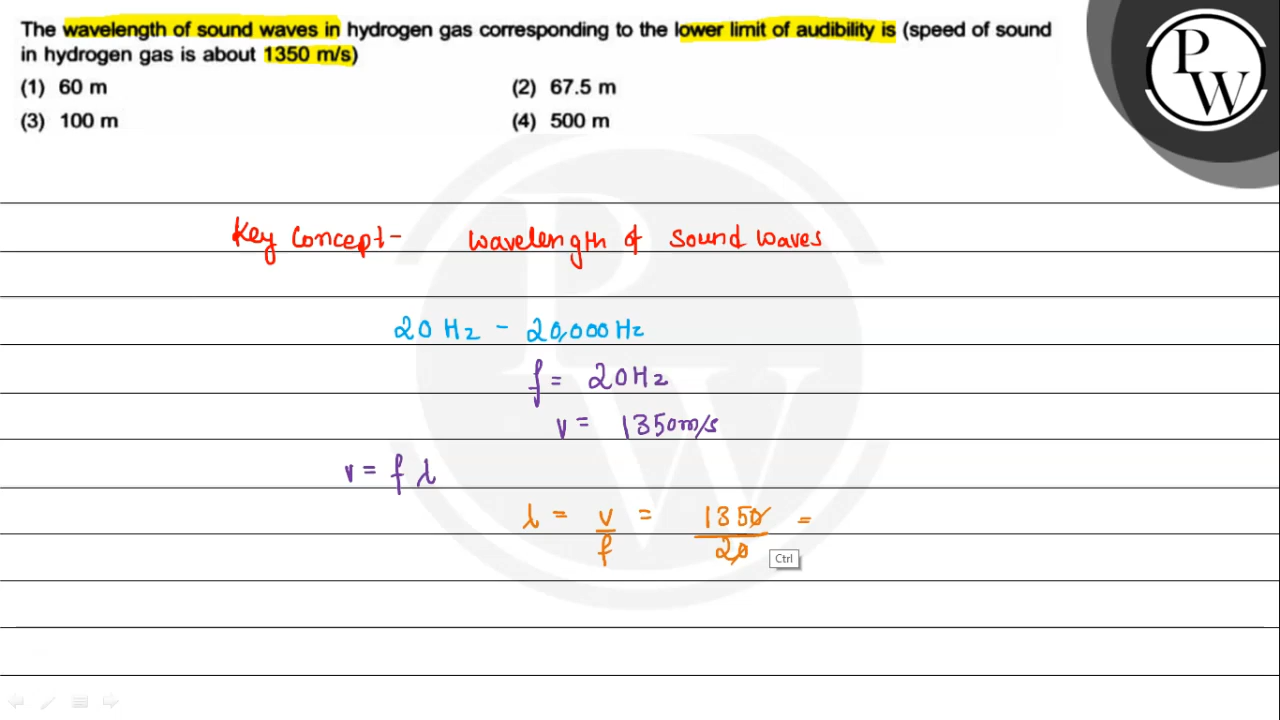 The wavelength of sound waves in hydrogen gas corresponding to the lower limit of audibility is (speed of sound
in hydrogen gas is about 1350 m/s)
(1) 60 m (2) 67.5 m
(3) 100 m (4) 500 m
PW
Key Concept- Wavelength of Sound Waves
20 Hz - 20,000 Hz
f = 20 Hz
v = 1350 m/s
v = f λ
λ = v/f = 1350/20 =
Ctrl